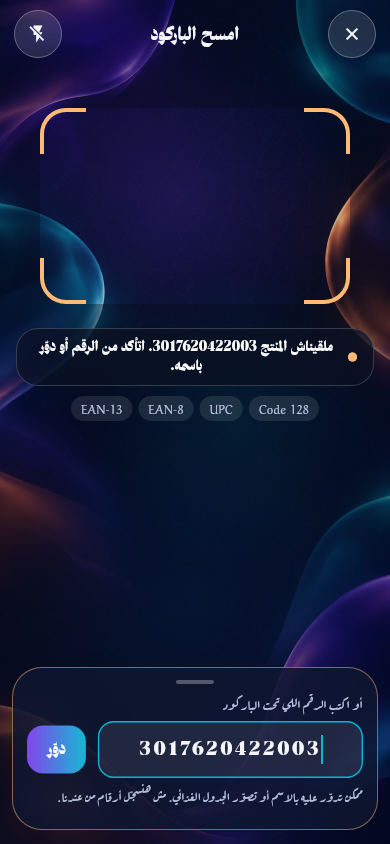 امسح الباركود
ملقيناش المنتج 3017620422003. اتأكد من الرقم أو دوّر
باسمه.
EAN-13 EAN-8 UPC Code 128
أو اكتب الرقم اللي تحت الباركود
3017620422003
دوّر
ممكن تدوّر عليه بالاسم أو تصوّر الجدول الغذائي. مش هنسجّل أرقام من عندنا.